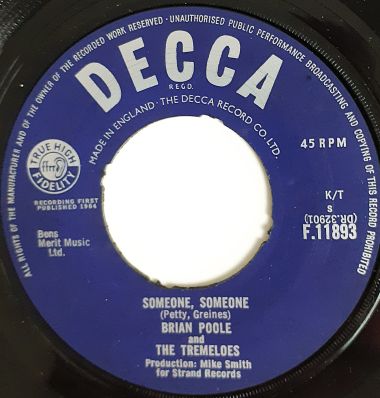 ALL RIGHTS OF THE MANUFACTURER AND OF THE OWNER OF THE RECORDED WORK RESERVED · UNAUTHORISED PUBLIC PERFORMANCE BROADCASTING AND COPYING OF THIS RECORD PROHIBITED
DECCA
REGD.
MADE IN ENGLAND · THE DECCA RECORD CO. LTD.
TRUE HIGH
ffrr
FIDELITY
RECORDING FIRST
PUBLISHED 1964
Bens
Merit Music
Ltd.
45 RPM
K/T
S
(DR.32901)
F.11893
SOMEONE, SOMEONE
(Petty, Greines)
BRIAN POOLE
and
THE TREMELOES
Production: Mike Smith
for Strand Records